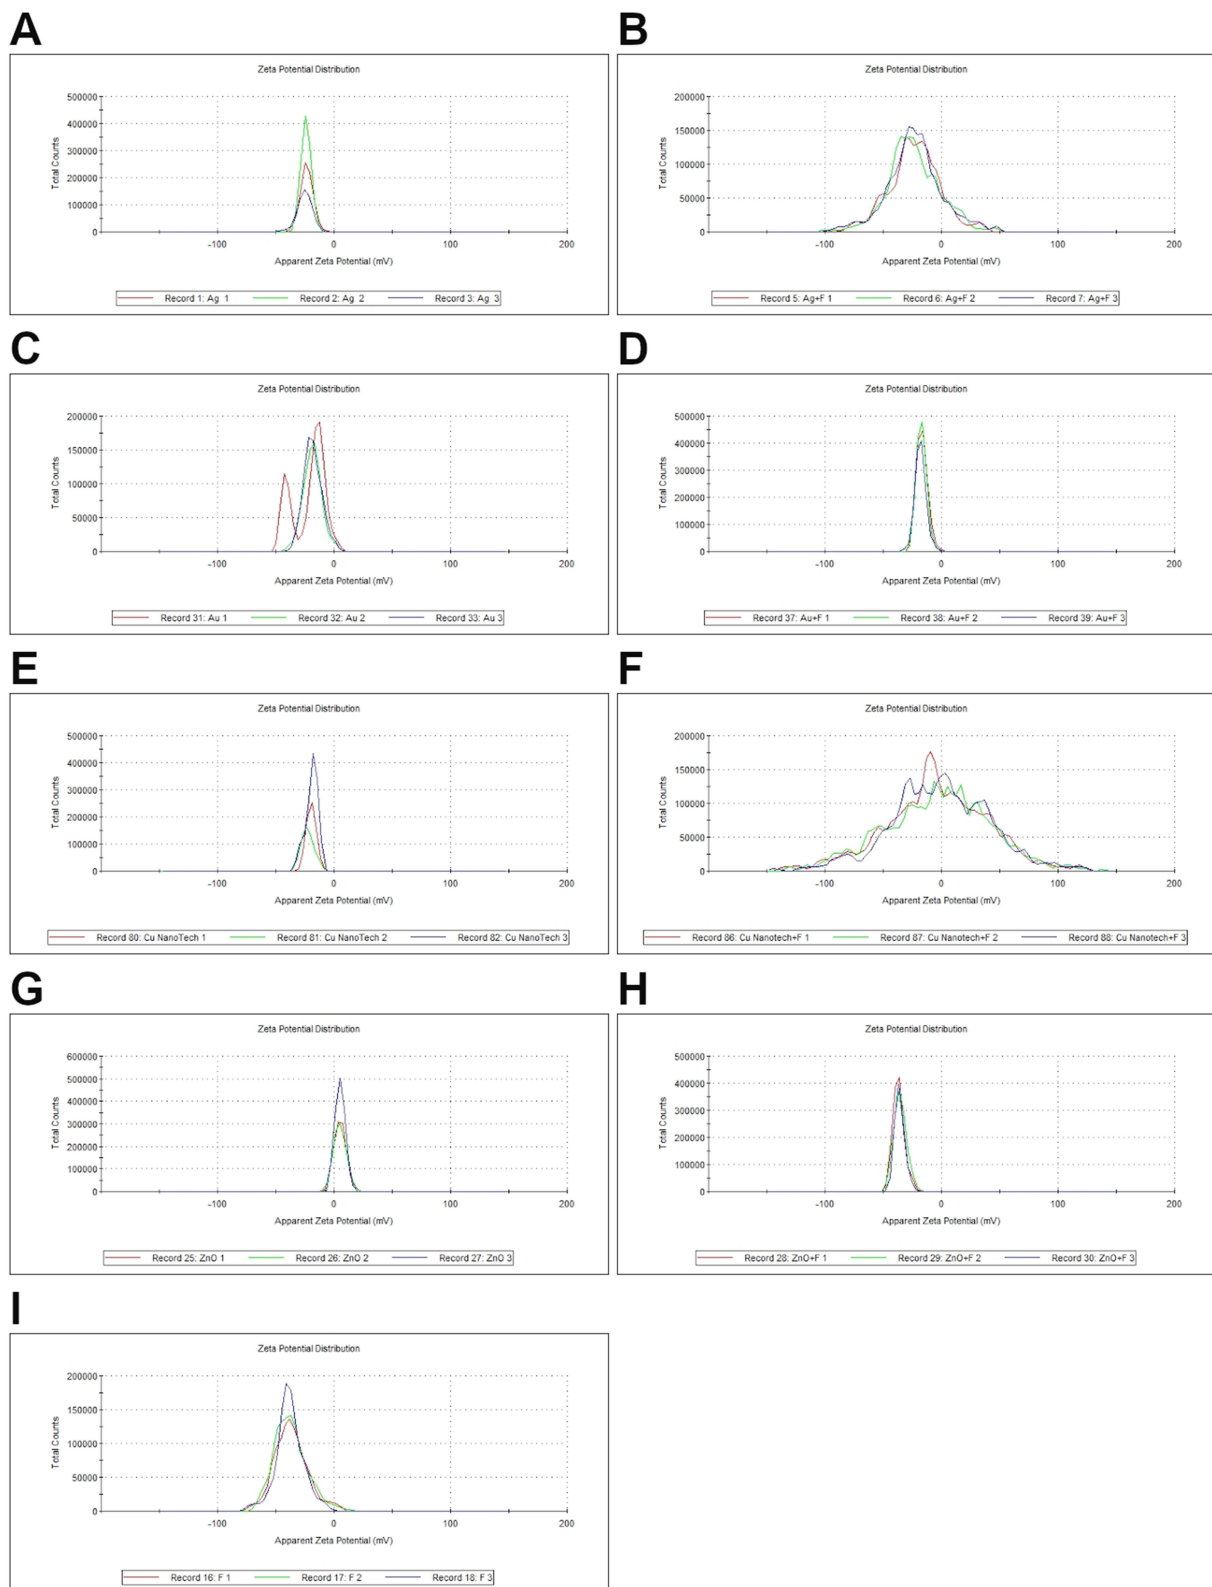 A
Zeta Potential Distribution
500000
400000
300000
200000
100000
0
Total Counts
-100 0 100 200
Apparent Zeta Potential (mV)
Record 1: Ag 1 Record 2: Ag 2 Record 3: Ag 3
B
Zeta Potential Distribution
200000
150000
100000
50000
0
Total Counts
-100 0 100 200
Apparent Zeta Potential (mV)
Record 5: Ag+F 1 Record 6: Ag+F 2 Record 7: Ag+F 3
C
Zeta Potential Distribution
200000
150000
100000
50000
0
Total Counts
-100 0 100 200
Apparent Zeta Potential (mV)
Record 31: Au 1 Record 32: Au 2 Record 33: Au 3
D
Zeta Potential Distribution
500000
400000
300000
200000
100000
0
Total Counts
-100 0 100 200
Apparent Zeta Potential (mV)
Record 37: Au+F 1 Record 38: Au+F 2 Record 39: Au+F 3
E
Zeta Potential Distribution
500000
400000
300000
200000
100000
0
Total Counts
-100 0 100 200
Apparent Zeta Potential (mV)
Record 80: Cu NanoTech 1 Record 81: Cu NanoTech 2 Record 82: Cu NanoTech 3
F
Zeta Potential Distribution
200000
150000
100000
50000
0
Total Counts
-100 0 100 200
Apparent Zeta Potential (mV)
Record 86: Cu Nanotech+F 1 Record 87: Cu Nanotech+F 2 Record 88: Cu Nanotech+F 3
G
Zeta Potential Distribution
600000
500000
400000
300000
200000
100000
0
Total Counts
-100 0 100 200
Apparent Zeta Potential (mV)
Record 25: ZnO 1 Record 26: ZnO 2 Record 27: ZnO 3
H
Zeta Potential Distribution
500000
400000
300000
200000
100000
0
Total Counts
-100 0 100 200
Apparent Zeta Potential (mV)
Record 28: ZnO+F 1 Record 29: ZnO+F 2 Record 30: ZnO+F 3
I
Zeta Potential Distribution
200000
150000
100000
50000
0
Total Counts
-100 0 100 200
Apparent Zeta Potential (mV)
Record 16: F 1 Record 17: F 2 Record 18: F 3